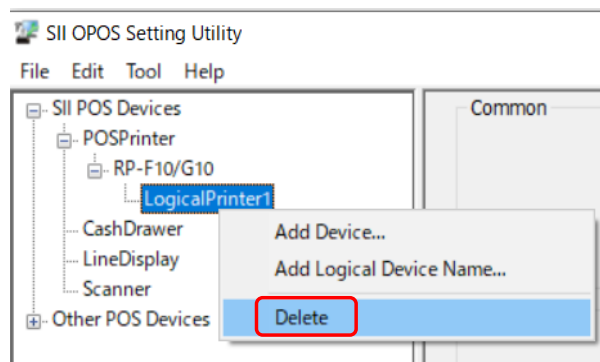 SII OPOS Setting Utility
File Edit Tool Help
SII POS Devices
POSPrinter
RP-F10/G10
LogicalPrinter1
CashDrawer
LineDisplay
Scanner
Other POS Devices
Common
Add Device...
Add Logical Device Name...
Delete